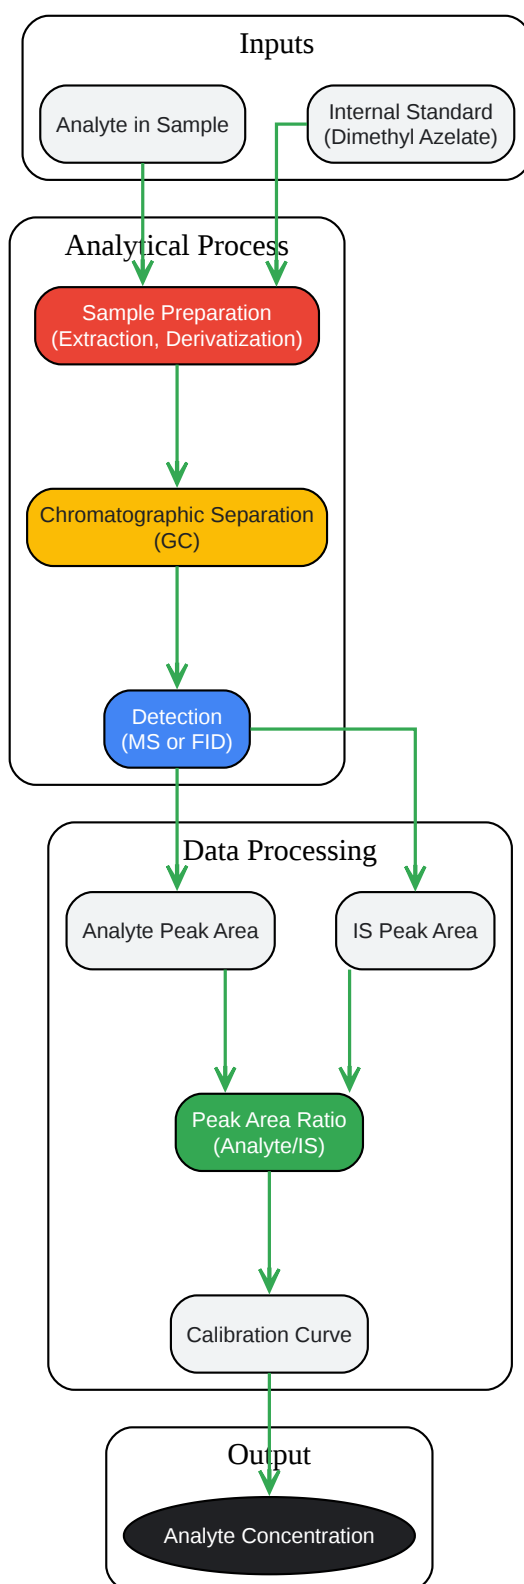 Inputs
Analyte in Sample
Internal Standard
(Dimethyl Azelate)
Analytical Process
Sample Preparation
(Extraction, Derivatization)
Chromatographic Separation
(GC)
Detection
(MS or FID)
Data Processing
Analyte Peak Area
IS Peak Area
Peak Area Ratio
(Analyte/IS)
Calibration Curve
Output
Analyte Concentration